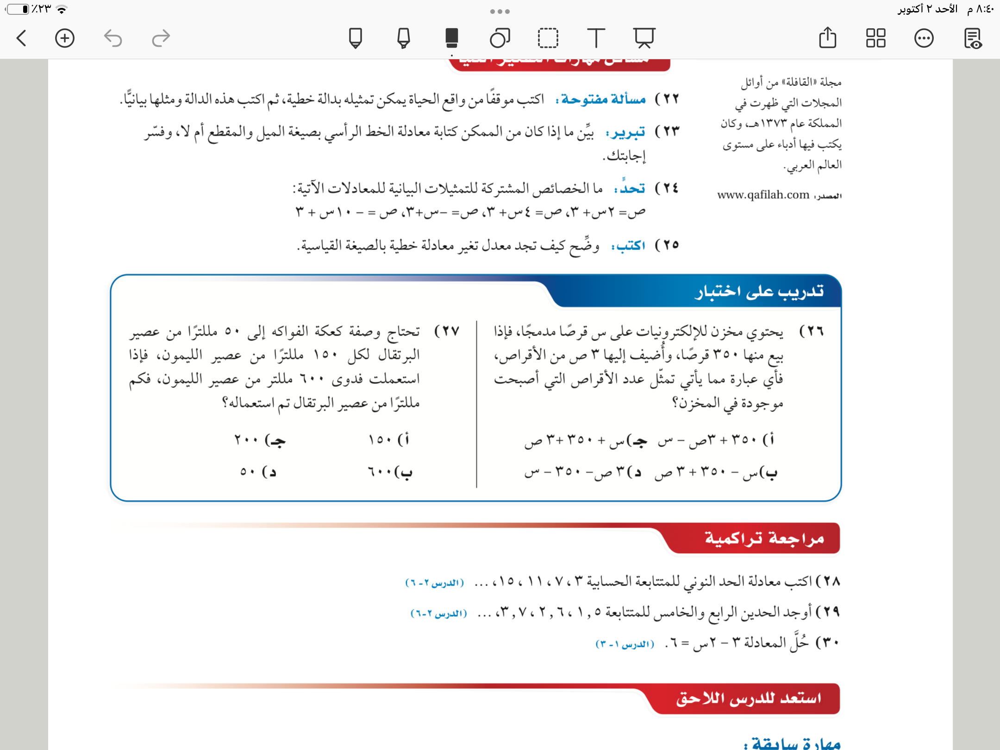 ٨:٤٠ م الأحد ٢ أكتوبر
٪٢٣
مسائل مهارات التفكير العليا
مجلة «القافلة» من أوائل
المجلات التي ظهرت في
المملكة عام ١٣٧٣هـ، وكان
يكتب فيها أدباء على مستوى
العالم العربي.
المصدر: www.qafilah.com
٢٢) مسألة مفتوحة: اكتب موقفًا من واقع الحياة يمكن تمثيله بدالة خطية، ثم اكتب هذه الدالة ومثلها بيانيًّا.
٢٣) تبرير: بيِّن ما إذا كان من الممكن كتابة معادلة الخط الرأسي بصيغة الميل والمقطع أم لا، وفسّر
إجابتك.
٢٤) تحدٍّ: ما الخصائص المشتركة للتمثيلات البيانية للمعادلات الآتية:
ص= ٢س+ ٣، ص= ٤س+ ٣، ص= –س+٣، ص = – ١٠س + ٣
٢٥) اكتب: وضِّح كيف تجد معدل تغير معادلة خطية بالصيغة القياسية.
تدريب على اختبار
٢٦) يحتوي مخزن للإلكترونيات على س قرصًا مدمجًا، فإذا
بيع منها ٣٥٠ قرصًا، وأُضيف إليها ٣ ص من الأقراص،
فأي عبارة مما يأتي تمثّل عدد الأقراص التي أصبحت
موجودة في المخزن؟
أ) ٣٥٠ + ٣ص – س جـ)س + ٣٥٠ +٣ ص
ب)س – ٣٥٠ + ٣ ص د)٣ ص– ٣٥٠ – س
٢٧) تحتاج وصفة كعكة الفواكه إلى ٥٠ مللترًا من عصير
البرتقال لكل ١٥٠ مللترًا من عصير الليمون، فإذا
استعملت فدوى ٦٠٠ مللتر من عصير الليمون، فكم
مللترًا من عصير البرتقال تم استعماله؟
أ) ١٥٠ جـ) ٢٠٠
ب)٦٠٠ د) ٥٠
مراجعة تراكمية
٢٨) اكتب معادلة الحد النوني للمتتابعة الحسابية ٣، ٧، ١١، ١٥، ... (الدرس ٢-٦)
٢٩) أوجد الحدين الرابع والخامس للمتتابعة ١,٥، ٢,٦، ٣,٧، ... (الدرس ٢-٦)
٣٠) حُلَّ المعادلة ٣ – ٢س = ٦. (الدرس ١-٣)
استعد للدرس اللاحق
مهارة سابقة: